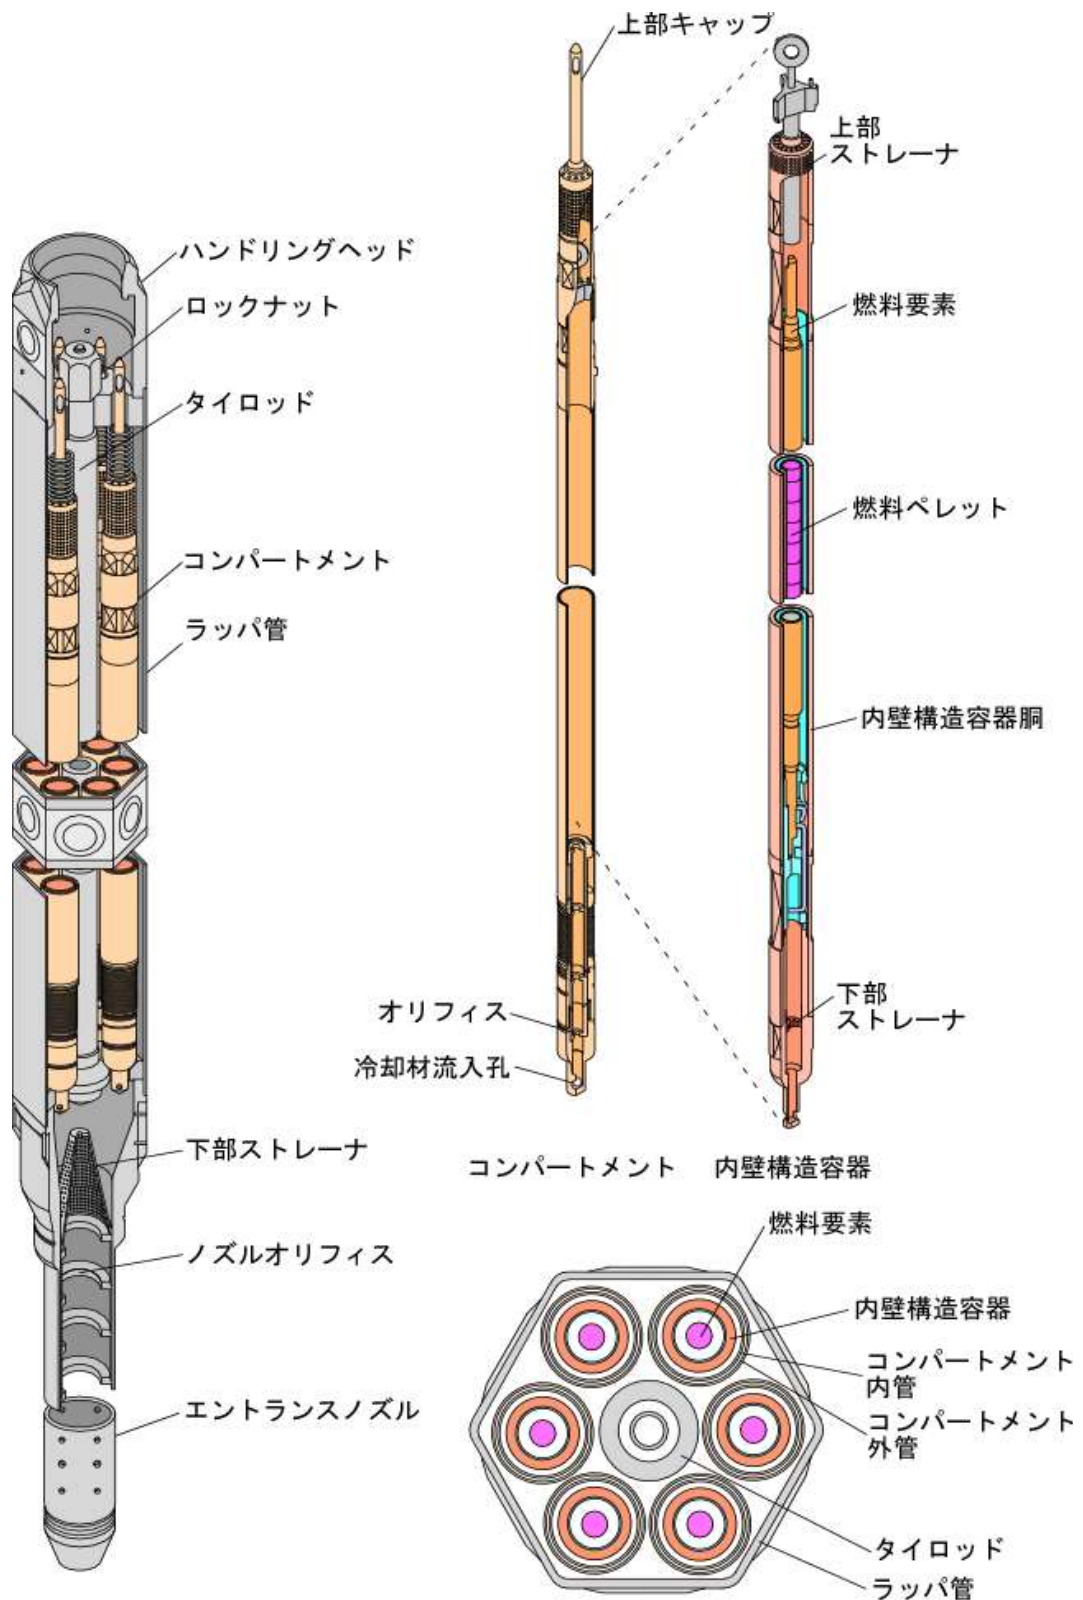 ハンドリングヘッド
ロックナット
タイロッド
コンパートメント
ラッパ管
下部ストレーナ
ノズルオリフィス
エントランスノズル
上部キャップ
オリフィス
冷却材流入孔
コンパートメント
上部
ストレーナ
燃料要素
燃料ペレット
内壁構造容器胴
下部
ストレーナ
内壁構造容器
燃料要素
内壁構造容器
コンパートメント
内管
コンパートメント
外管
タイロッド
ラッパ管